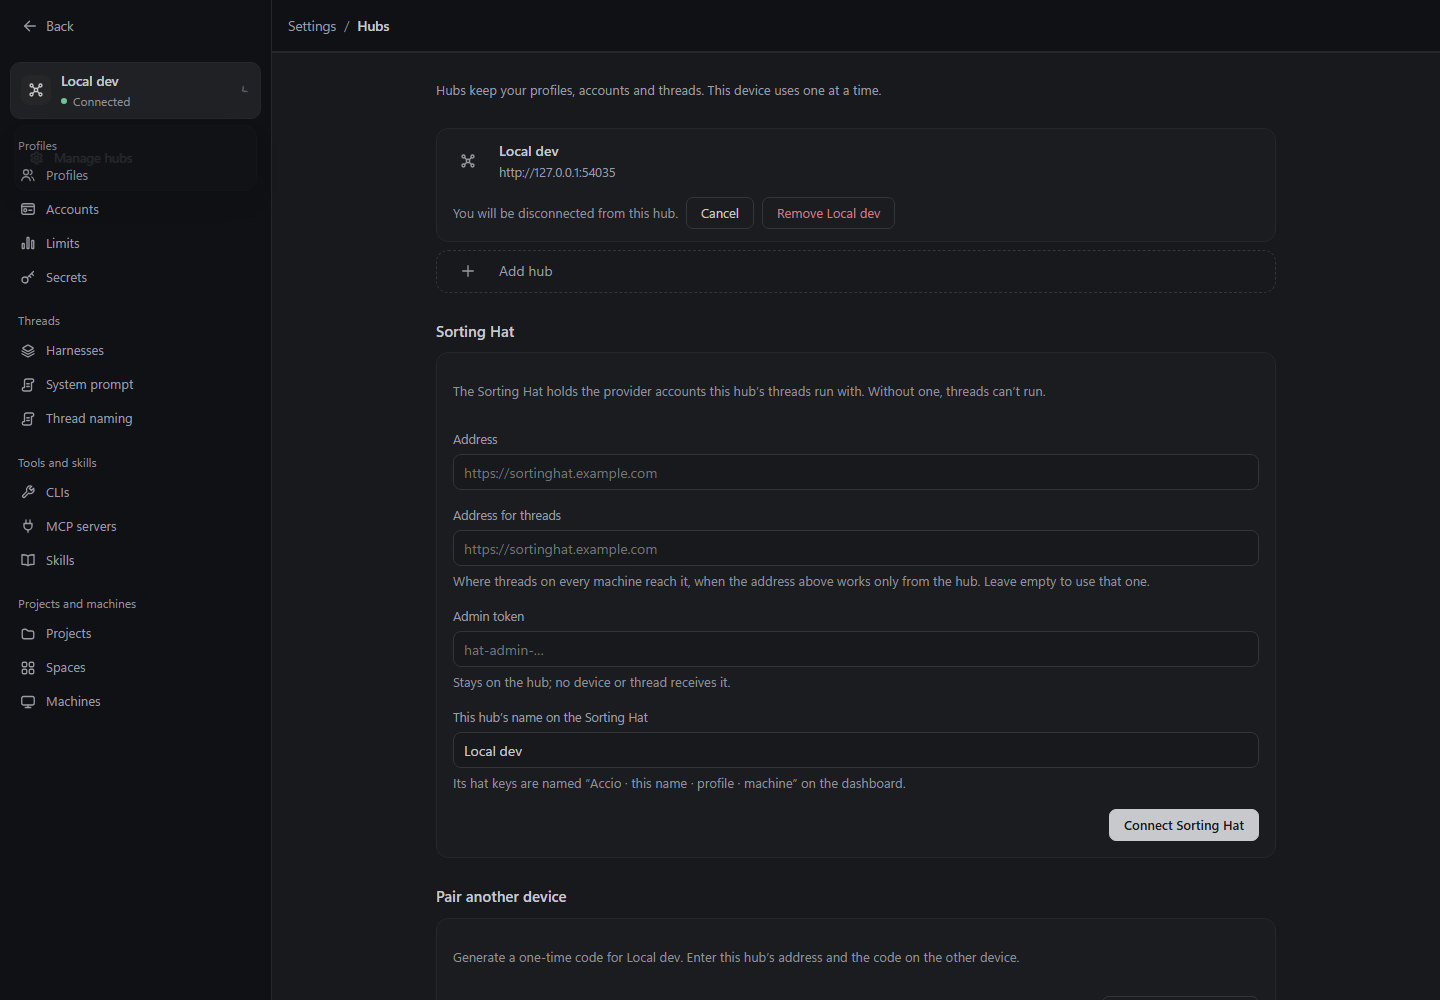 Back
Settings / Hubs
Local dev
Connected
Profiles
Manage hubs
Profiles
Accounts
Limits
Secrets
Threads
Harnesses
System prompt
Thread naming
Tools and skills
CLIs
MCP servers
Skills
Projects and machines
Projects
Spaces
Machines
Hubs keep your profiles, accounts and threads. This device uses one at a time.
Local dev
http://127.0.0.1:54035
You will be disconnected from this hub. Cancel Remove Local dev
Add hub
Sorting Hat
The Sorting Hat holds the provider accounts this hub's threads run with. Without one, threads can't run.
Address
https://sortinghat.example.com
Address for threads
https://sortinghat.example.com
Where threads on every machine reach it, when the address above works only from the hub. Leave empty to use that one.
Admin token
hat-admin-...
Stays on the hub; no device or thread receives it.
This hub's name on the Sorting Hat
Local dev
Its hat keys are named “Accio · this name · profile · machine” on the dashboard.
Connect Sorting Hat
Pair another device
Generate a one-time code for Local dev. Enter this hub's address and the code on the other device.